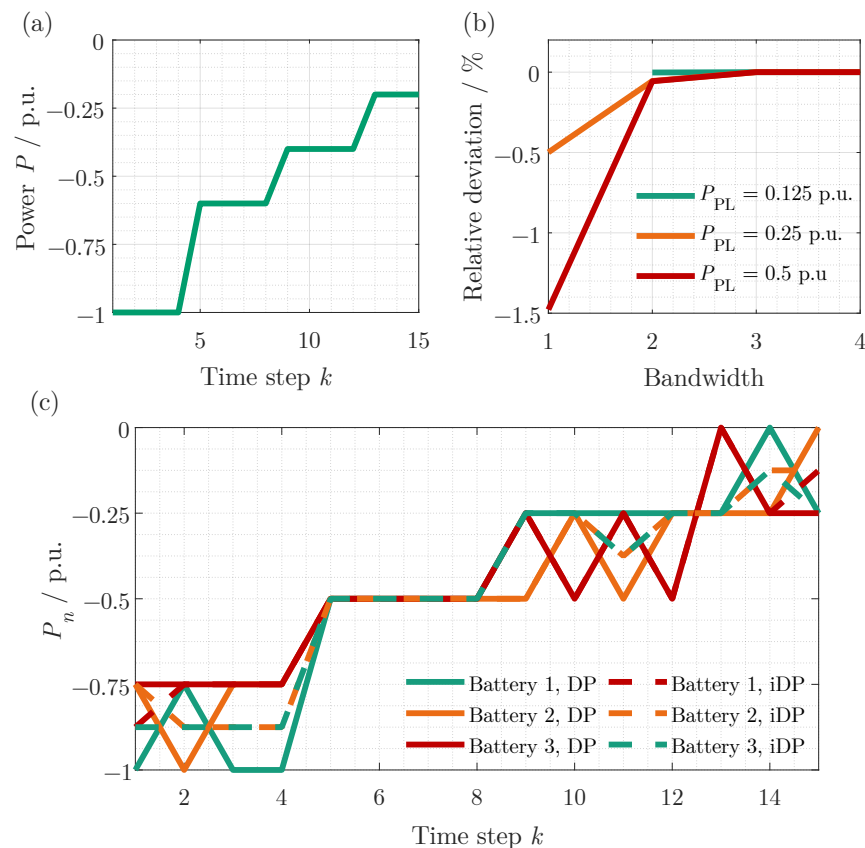 (a)
0
−0.25
−0.5
−0.75
−1
Power P / p.u.
5
10
15
Time step k
(b)
0
−0.5
−1
−1.5
Relative deviation / %
P_PL = 0.125 p.u.
P_PL = 0.25 p.u.
P_PL = 0.5 p.u
1
2
3
4
Bandwidth
(c)
0
−0.25
−0.5
−0.75
−1
P_n / p.u.
Battery 1, DP
Battery 1, iDP
Battery 2, DP
Battery 2, iDP
Battery 3, DP
Battery 3, iDP
2
4
6
8
10
12
14
Time step k